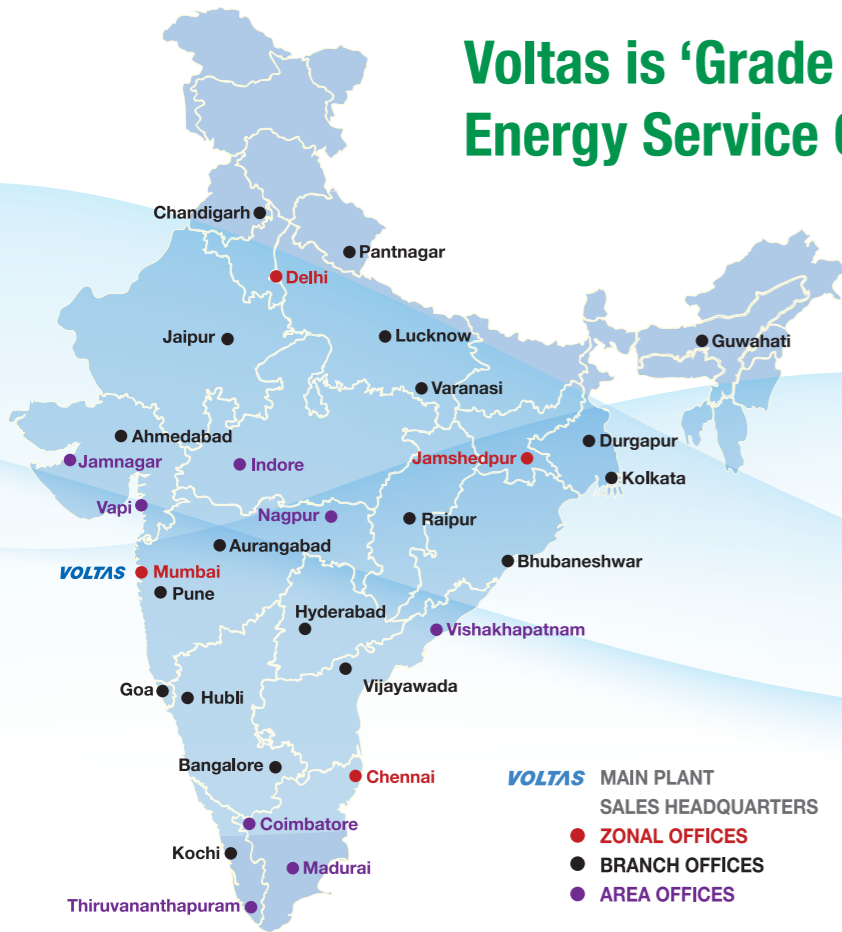 Voltas is ‘Grade
Energy Service
Chandigarh
Pantnagar
Delhi
Jaipur
Lucknow
Guwahati
Varanasi
Ahmedabad
Durgapur
Jamnagar
Indore
Jamshedpur
Kolkata
Vapi
Nagpur
Raipur
Aurangabad
Bhubaneshwar
VOLTAS Mumbai
Pune
Hyderabad
Vishakhapatnam
Goa
Hubli
Vijayawada
Bangalore
Chennai
Coimbatore
Kochi
Madurai
Thiruvananthapuram
VOLTAS MAIN PLANT
SALES HEADQUARTERS
ZONAL OFFICES
BRANCH OFFICES
AREA OFFICES